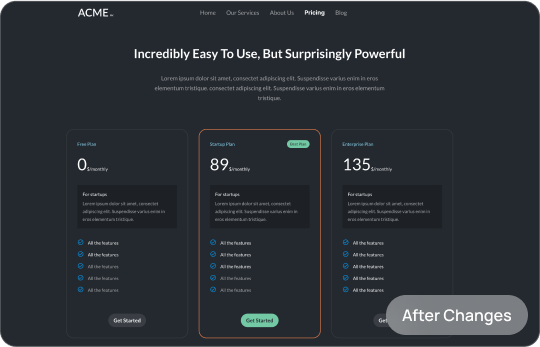 ACME
Home Our Services About Us Pricing Blog
Incredibly Easy To Use, But Surprisingly Powerful
Lorem ipsum dolor sit amet, consectet adipiscing elit. Suspendisse varius enim in eros
elementum tristique. consectet adipiscing elit. Suspendisse varius enim in eros elementum
tristique.
Free Plan
0 $/monthly
For startups
Lorem ipsum dolor sit amet, consectet
adipiscing elit. Suspendisse varius enim in
eros elementum tristique.
All the features
All the features
All the features
All the features
All the features
Get Started
Startup Plan Best Plan
89 $/monthly
For startups
Lorem ipsum dolor sit amet, consectet
adipiscing elit. Suspendisse varius enim in
eros elementum tristique.
All the features
All the features
All the features
All the features
All the features
Get Started
Enterprise Plan
135 $/monthly
For startups
Lorem ipsum dolor sit amet, consectet
adipiscing elit. Suspendisse varius enim in
eros elementum tristique.
All the features
All the features
All the features
All the features
All the features
After Changes